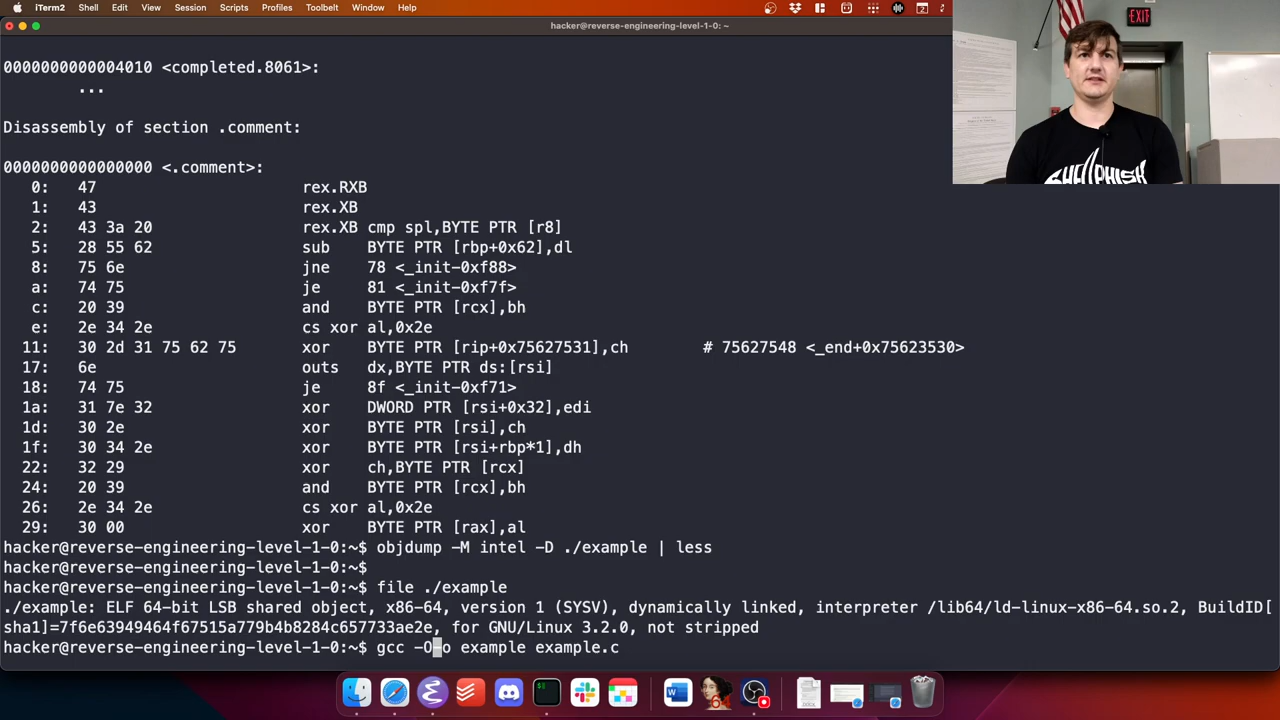 iTerm2 Shell Edit View Session Scripts Profiles Toolbelt Window Help
hacker@reverse-engineering-level-1-0: ~
EXIT
SHELLPHISH
0000000000004010 <completed.8061>:
...
Disassembly of section .comment:
0000000000000000 <.comment>:
0: 47 rex.RXB
1: 43 rex.XB
2: 43 3a 20 rex.XB cmp spl,BYTE PTR [r8]
5: 28 55 62 sub BYTE PTR [rbp+0x62],dl
8: 75 6e jne 78 <_init-0xf88>
a: 74 75 je 81 <_init-0xf7f>
c: 20 39 and BYTE PTR [rcx],bh
e: 2e 34 2e cs xor al,0x2e
11: 30 2d 31 75 62 75 xor BYTE PTR [rip+0x75627531],ch # 75627548 <_end+0x75623530>
17: 6e outs dx,BYTE PTR ds:[rsi]
18: 74 75 je 8f <_init-0xf71>
1a: 31 7e 32 xor DWORD PTR [rsi+0x32],edi
1d: 30 2e xor BYTE PTR [rsi],ch
1f: 30 34 2e xor BYTE PTR [rsi+rbp*1],dh
22: 32 29 xor ch,BYTE PTR [rcx]
24: 20 39 and BYTE PTR [rcx],bh
26: 2e 34 2e cs xor al,0x2e
29: 30 00 xor BYTE PTR [rax],al
hacker@reverse-engineering-level-1-0:~$ objdump -M intel -D ./example | less
hacker@reverse-engineering-level-1-0:~$
hacker@reverse-engineering-level-1-0:~$ file ./example
./example: ELF 64-bit LSB shared object, x86-64, version 1 (SYSV), dynamically linked, interpreter /lib64/ld-linux-x86-64.so.2, BuildID[
sha1]=7f6e63949464f67515a779b4b8284c657733ae2e, for GNU/Linux 3.2.0, not stripped
hacker@reverse-engineering-level-1-0:~$ gcc -O-o example example.c